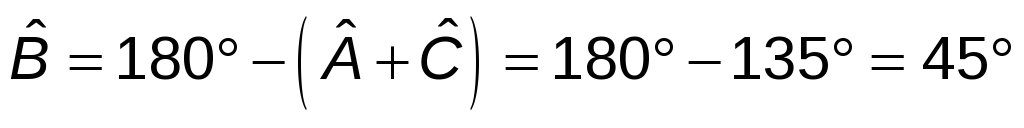 B̂ = 180° − (Â + Ĉ) = 180° − 135° = 45°